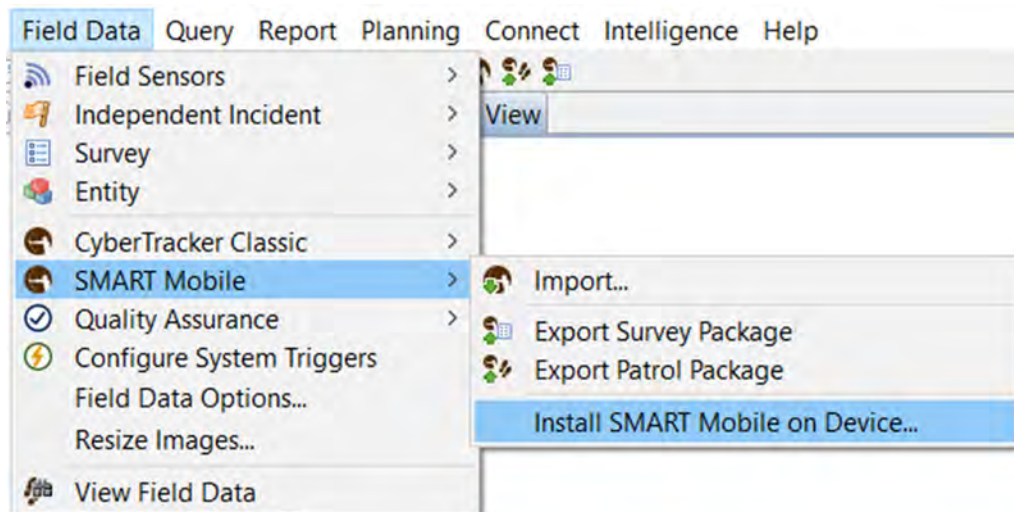 Field Data Query Report Planning Connect Intelligence Help
Field Sensors
Independent Incident
View
Survey
Entity
CyberTracker Classic
SMART Mobile
Import...
Quality Assurance
Export Survey Package
Configure System Triggers
Export Patrol Package
Field Data Options...
Install SMART Mobile on Device...
Resize Images...
View Field Data